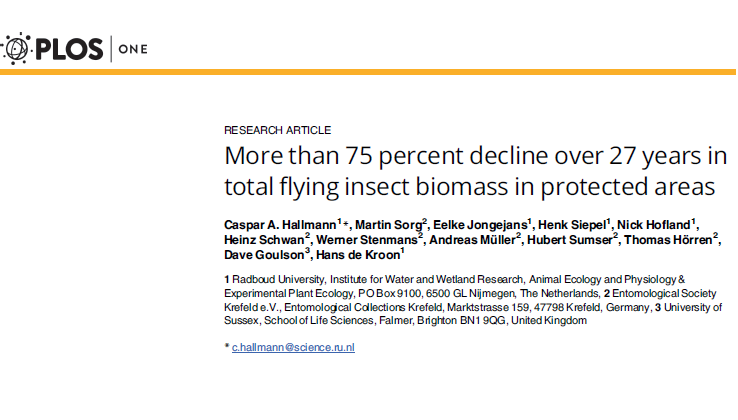 PLOS ONE
RESEARCH ARTICLE
More than 75 percent decline over 27 years in
total flying insect biomass in protected areas
Caspar A. Hallmann1*, Martin Sorg2, Eelke Jongejans1, Henk Siepel1, Nick Hofland1,
Heinz Schwan2, Werner Stenmans2, Andreas Müller2, Hubert Sumser2, Thomas Hörren2,
Dave Goulson3, Hans de Kroon1
1 Radboud University, Institute for Water and Wetland Research, Animal Ecology and Physiology &
Experimental Plant Ecology, PO Box 9100, 6500 GL Nijmegen, The Netherlands, 2 Entomological Society
Krefeld e.V., Entomological Collections Krefeld, Marktstrasse 159, 47798 Krefeld, Germany, 3 University of
Sussex, School of Life Sciences, Falmer, Brighton BN1 9QG, United Kingdom
* c.hallmann@science.ru.nl